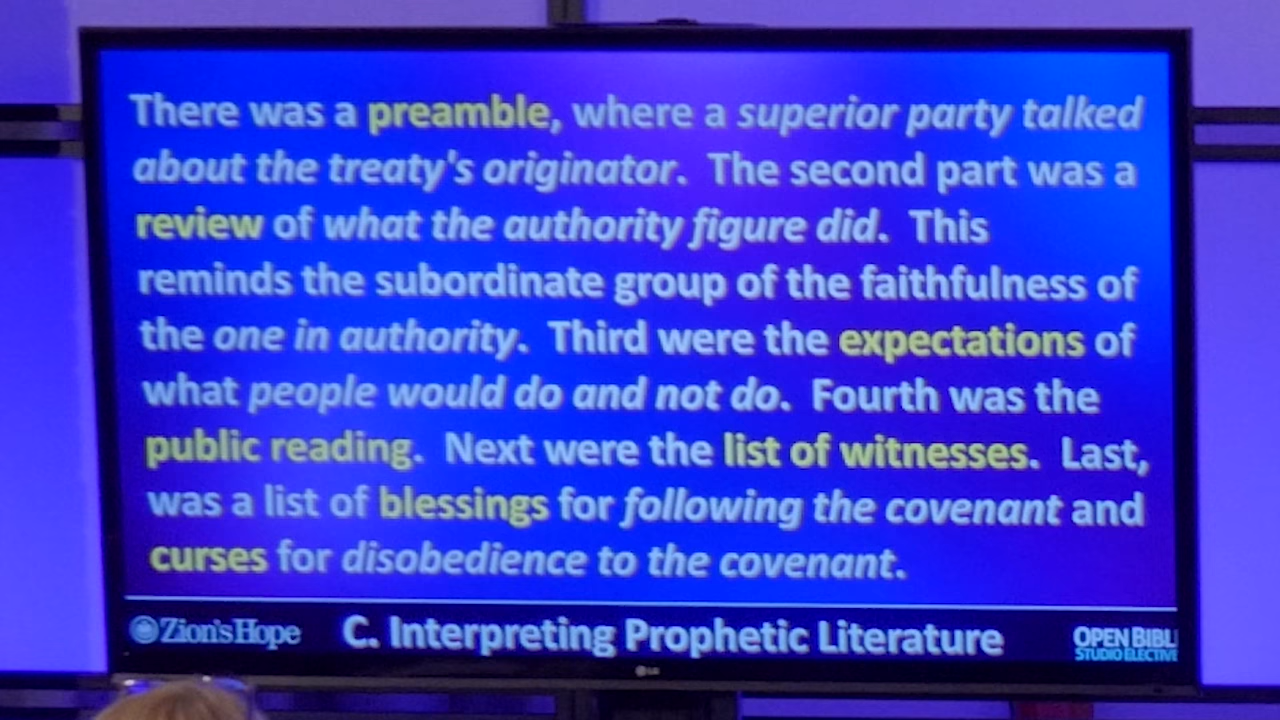 There was a preamble, where a superior party talked
about the treaty's originator. The second part was a
review of what the authority figure did. This
reminds the subordinate group of the faithfulness of
the one in authority. Third were the expectations of
what people would do and not do. Fourth was the
public reading. Next were the list of witnesses. Last,
was a list of blessings for following the covenant and
curses for disobedience to the covenant.
Zion's Hope
C. Interpreting Prophetic Literature
OPEN BIBL
STUDIO ELECTIVE
LG